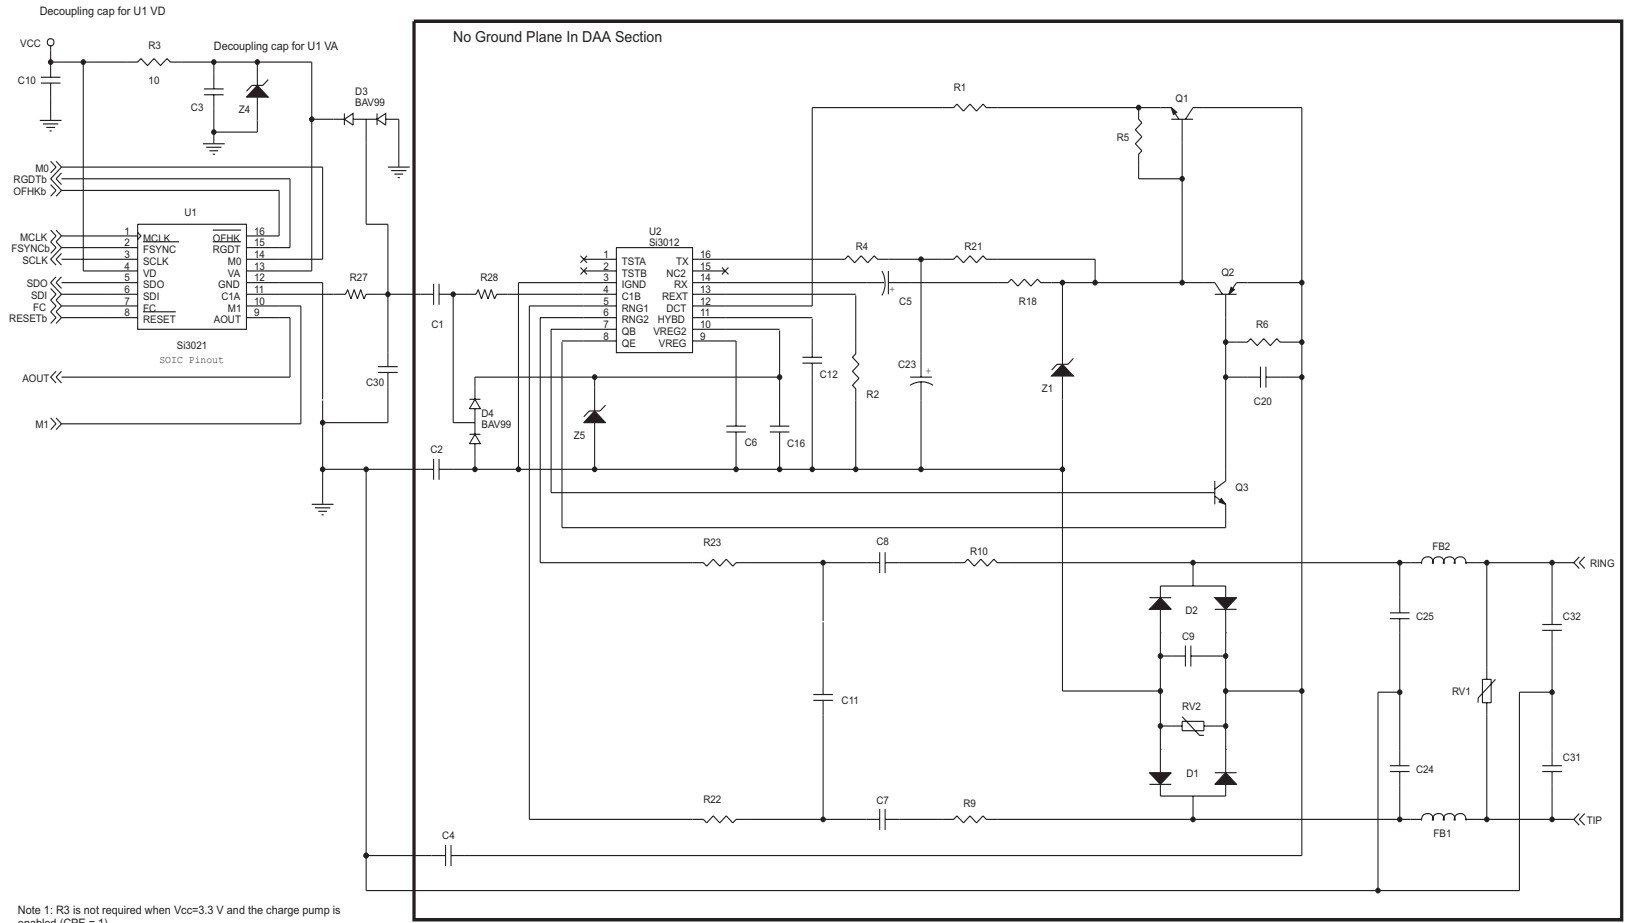 Decoupling cap for U1 VD
No Ground Plane In DAA Section
VCC
R3
Decoupling cap for U1 VA
C10
10
C3
Z4
D3
BAV99
R1
Q1
R5
M0
RGDTb
OFHKb
U1
MCLK
FSYNCb
SCLK
SDO
SDI
FC
RESETb
1
2
3
4
5
6
7
8
MCLK
FSYNC
SCLK
VD
SDO
SDI
FC
RESET
OFHK
RGDT
M0
VA
GND
C1A
M1
AOUT
16
15
14
13
12
11
10
9
Si3021
SOIC Pinout
AOUT
M1
R27
C30
C1
R28
C2
D4
BAV99
U2
Si3012
1
2
3
4
5
6
7
8
TSTA
TSTB
IGND
C1B
RNG1
RNG2
QB
QE
TX
NC2
RX
REXT
DCT
HYBD
VREG2
VREG
16
15
14
13
12
11
10
9
R4
R21
+
C5
R18
Q2
R6
C20
Z1
C23
+
C12
R2
Z5
C6
C16
Q3
R23
C8
R10
FB2
RING
D2
C9
C25
C32
C11
RV2
RV1
D1
C24
C31
R22
C7
R9
FB1
TIP
C4
Note 1: R3 is not required when Vcc=3.3 V and the charge pump is
enabled (CPE = 1).